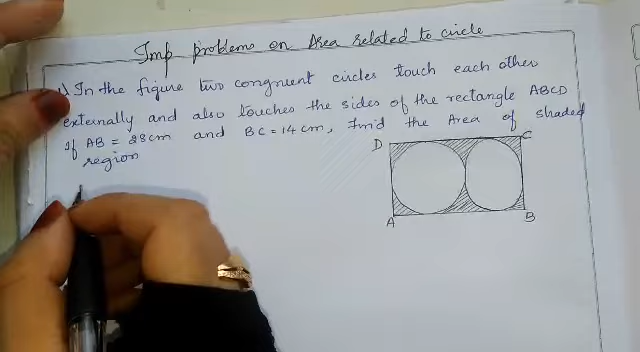 Imp problems on Area related to circle
1) In the figure two congruent circles touch each other
externally and also touches the sides of the rectangle ABCD
If AB = 28cm and BC = 14cm, Find the Area of shaded
region
D C
A B